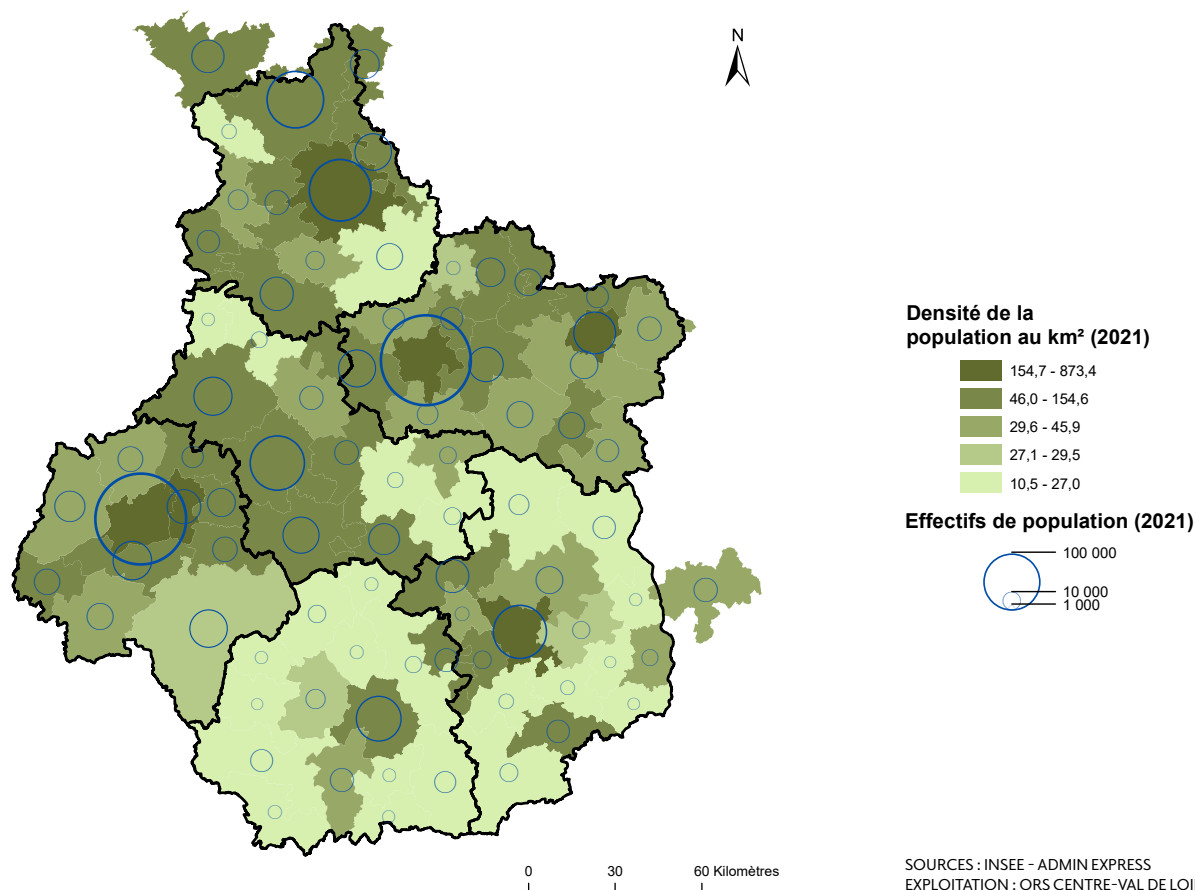 N
Densité de la
population au km² (2021)
154,7 - 873,4
46,0 - 154,6
29,6 - 45,9
27,1 - 29,5
10,5 - 27,0
Effectifs de population (2021)
100 000
10 000
1 000
0 30 60 Kilomètres
SOURCES : INSEE - ADMIN EXPRESS
EXPLOITATION : ORS CENTRE-VAL DE LOI